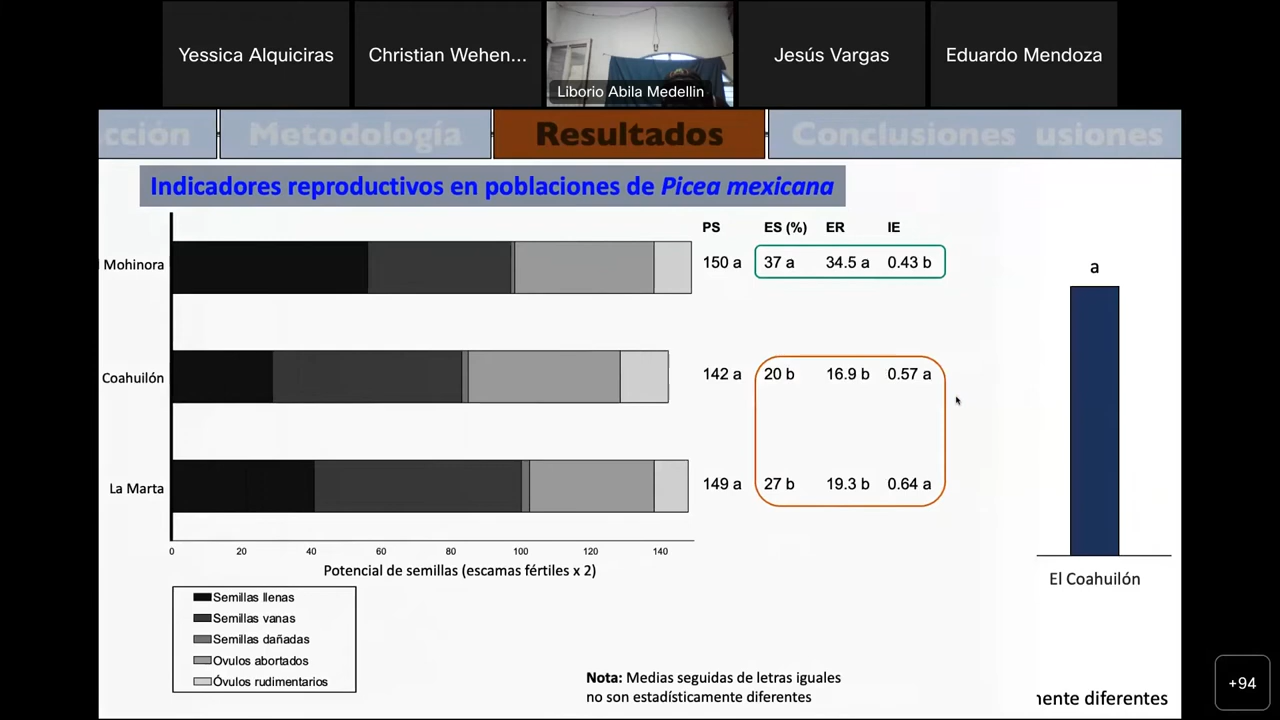 Yessica Alquiciras
Christian Wehen...
Liborio Abila Medellin
Jesús Vargas
Eduardo Mendoza
cción
Metodología
Resultados
Conclusiones
usiones
Indicadores reproductivos en poblaciones de Picea mexicana
PS ES (%) ER IE
Mohinora 150 a 37 a 34.5 a 0.43 b
Coahuilón 142 a 20 b 16.9 b 0.57 a
La Marta 149 a 27 b 19.3 b 0.64 a
0 20 40 60 80 100 120 140
Potencial de semillas (escamas fértiles x 2)
Semillas llenas
Semillas vanas
Semillas dañadas
Ovulos abortados
Óvulos rudimentarios
Nota: Medias seguidas de letras iguales
no son estadísticamente diferentes
a
El Coahuilón
nente diferentes
+94